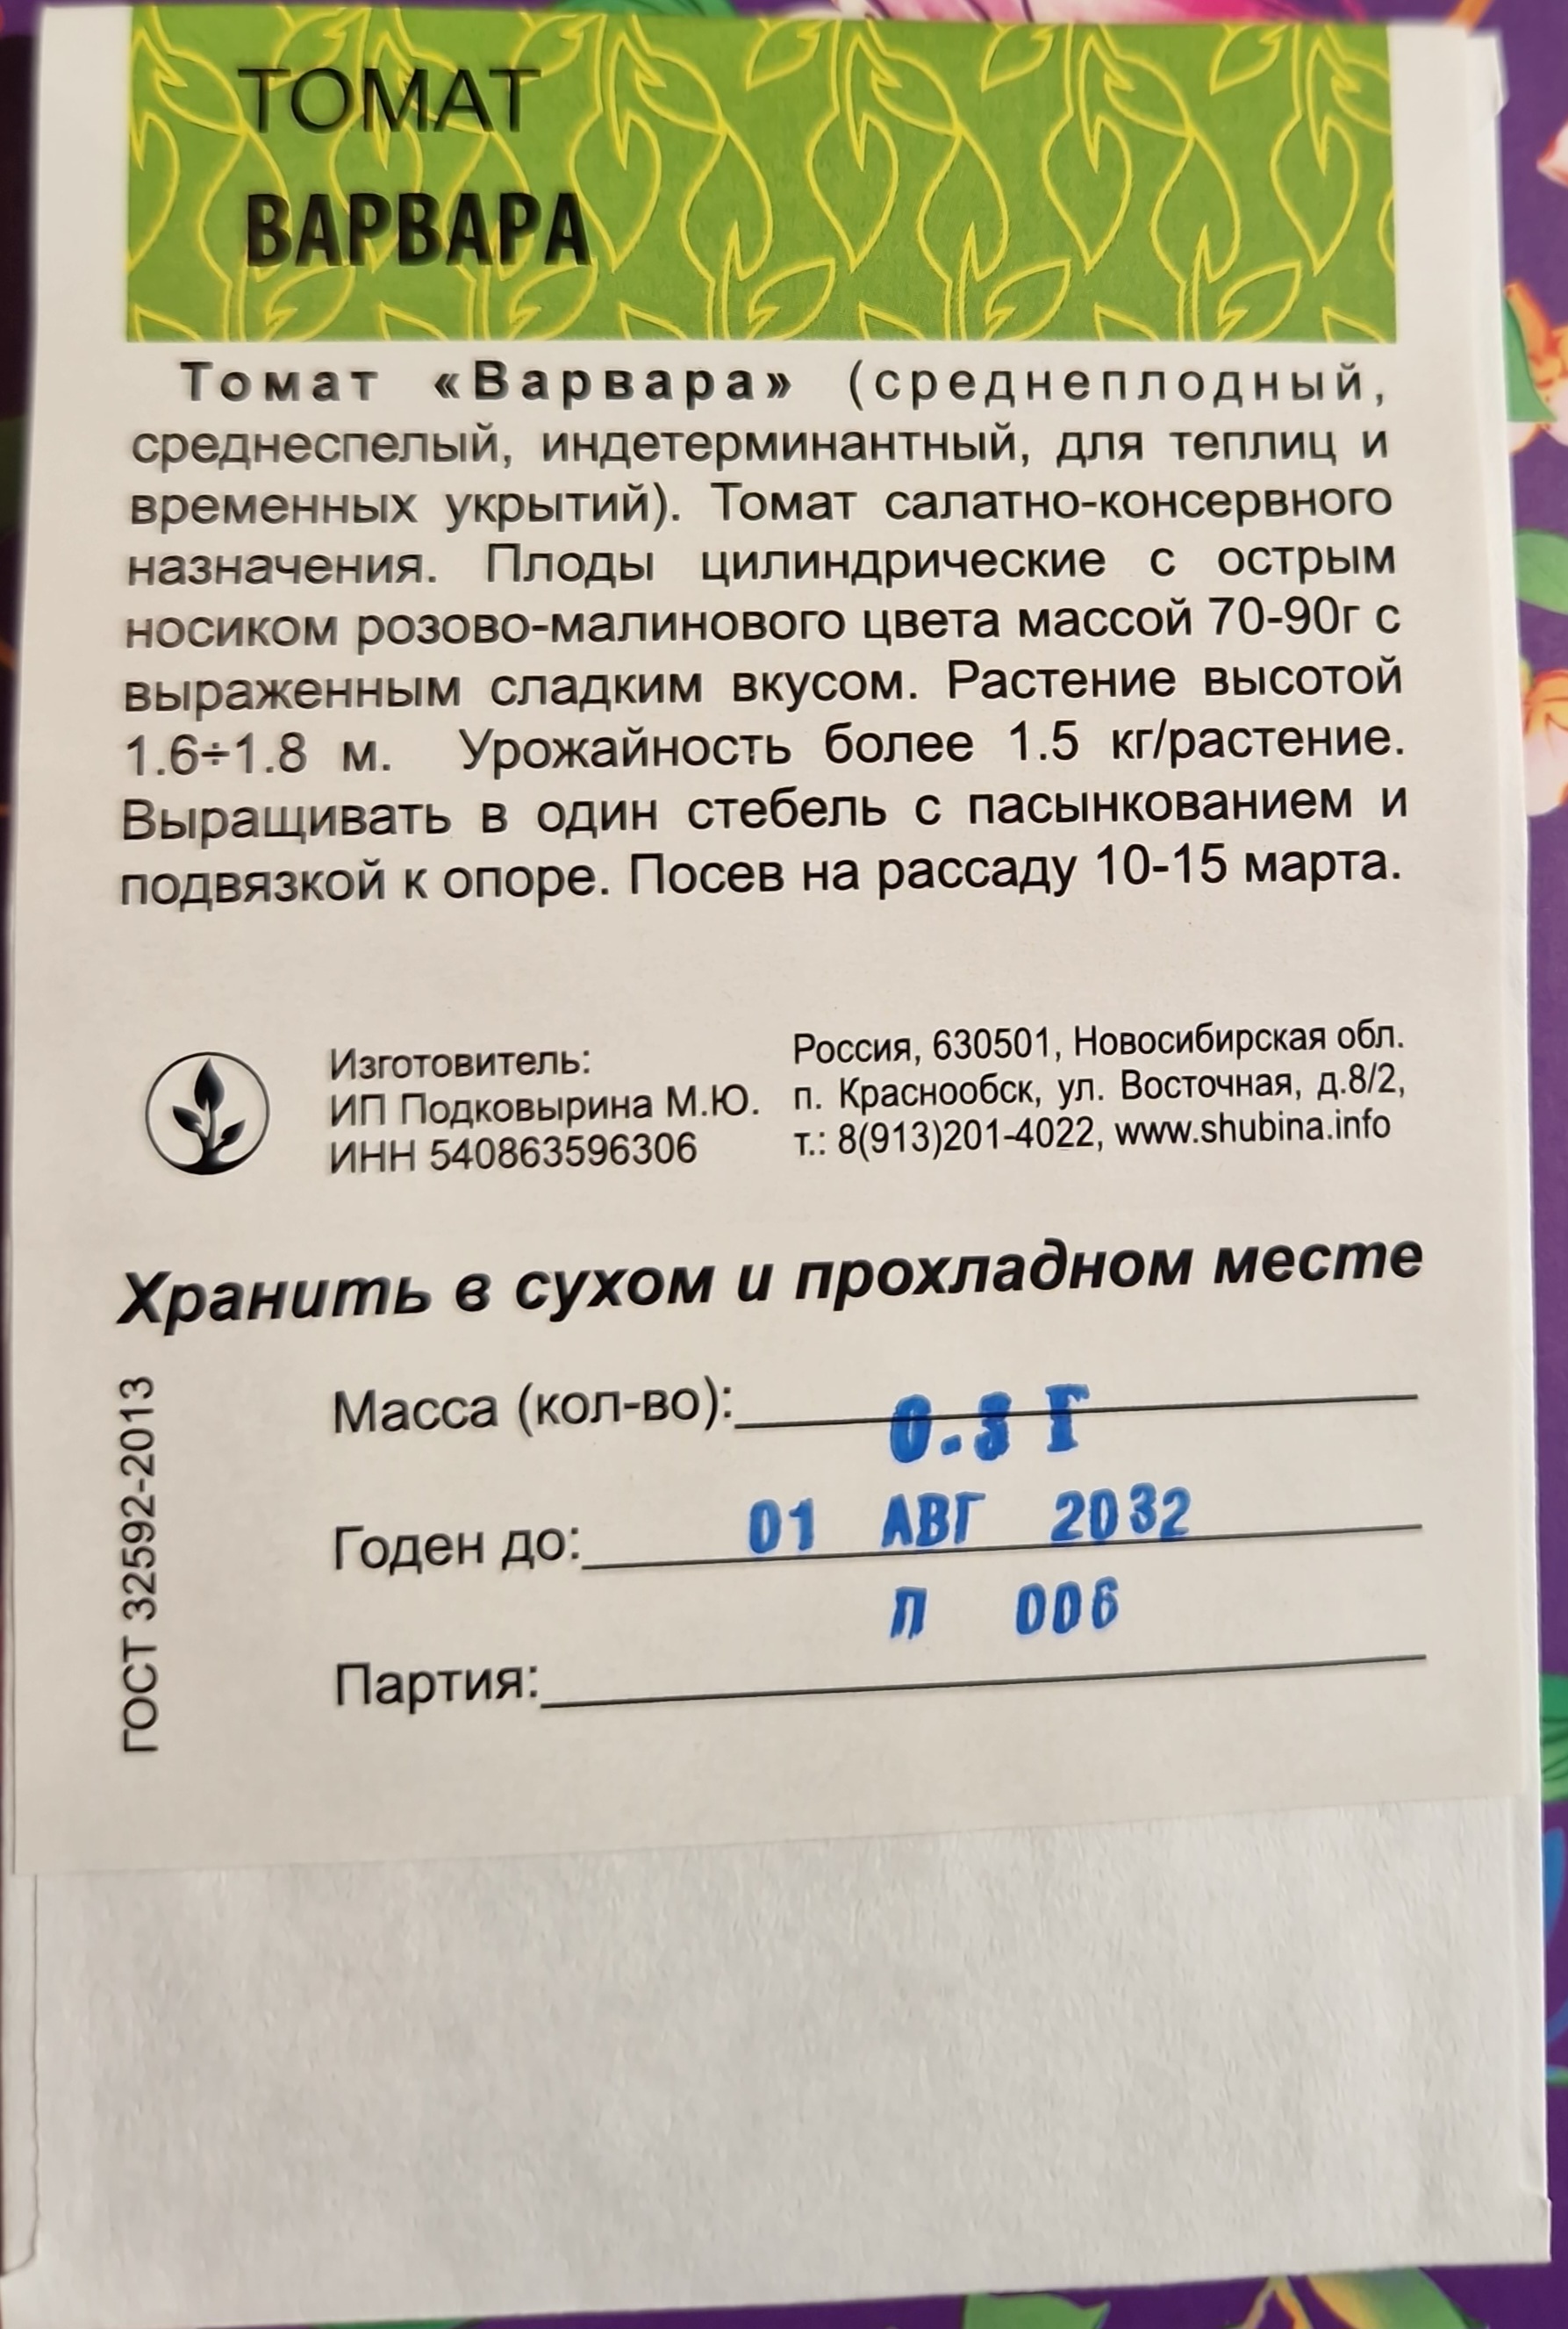 ТОМАТ
ВАРВАРА
Томат «Варвара» (среднеплодный,
среднеспелый, индетерминантный, для теплиц и
временных укрытий). Томат салатно-консервного
назначения. Плоды цилиндрические с острым
носиком розово-малинового цвета массой 70-90г с
выраженным сладким вкусом. Растение высотой
1.6÷1.8 м. Урожайность более 1.5 кг/растение.
Выращивать в один стебель с пасынкованием и
подвязкой к опоре. Посев на рассаду 10-15 марта.
Изготовитель:
ИП Подковырина М.Ю.
ИНН 540863596306
Россия, 630501, Новосибирская обл.
п. Краснообск, ул. Восточная, д.8/2,
т.: 8(913)201-4022, www.shubina.info
Хранить в сухом и прохладном месте
ГОСТ 32592-2013
Масса (кол-во): 0.3 Г
Годен до: 01 АВГ 2032
П 006
Партия: